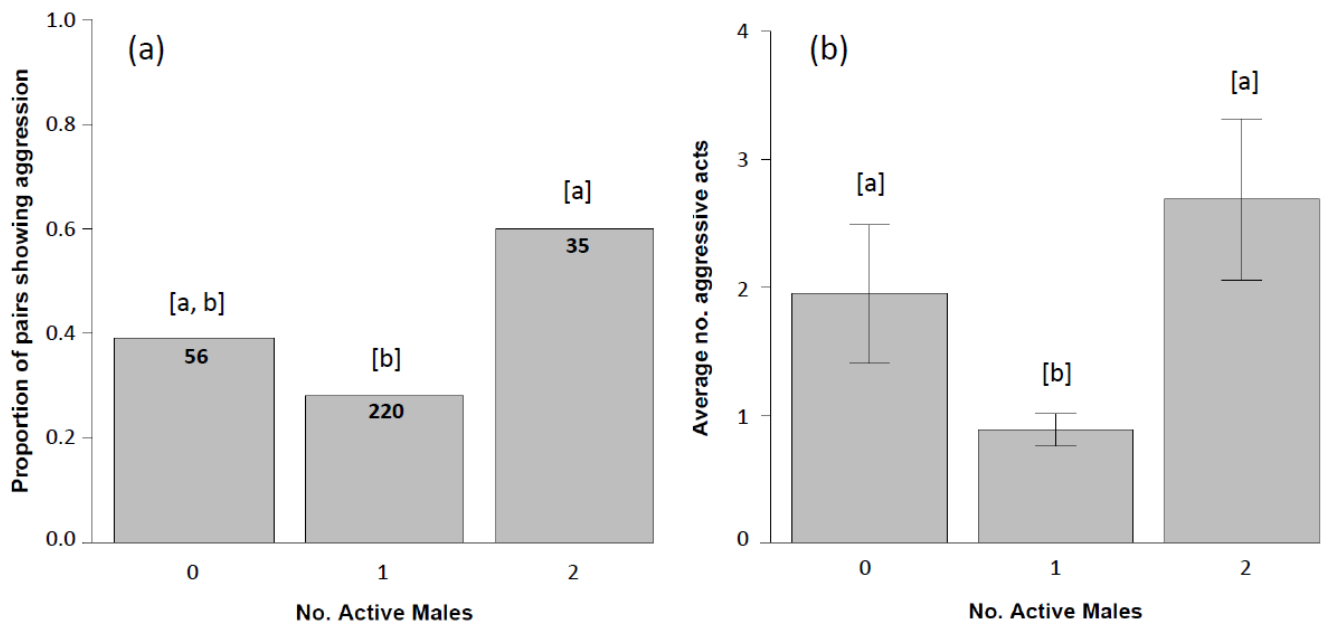 (a)
Proportion of pairs showing aggression
1.0
0.8
0.6
0.4
0.2
0.0
[a, b]
56
[b]
220
[a]
35
0 1 2
No. Active Males
(b)
Average no. aggressive acts
4
3
2
1
0
[a]
[b]
[a]
0 1 2
No. Active Males